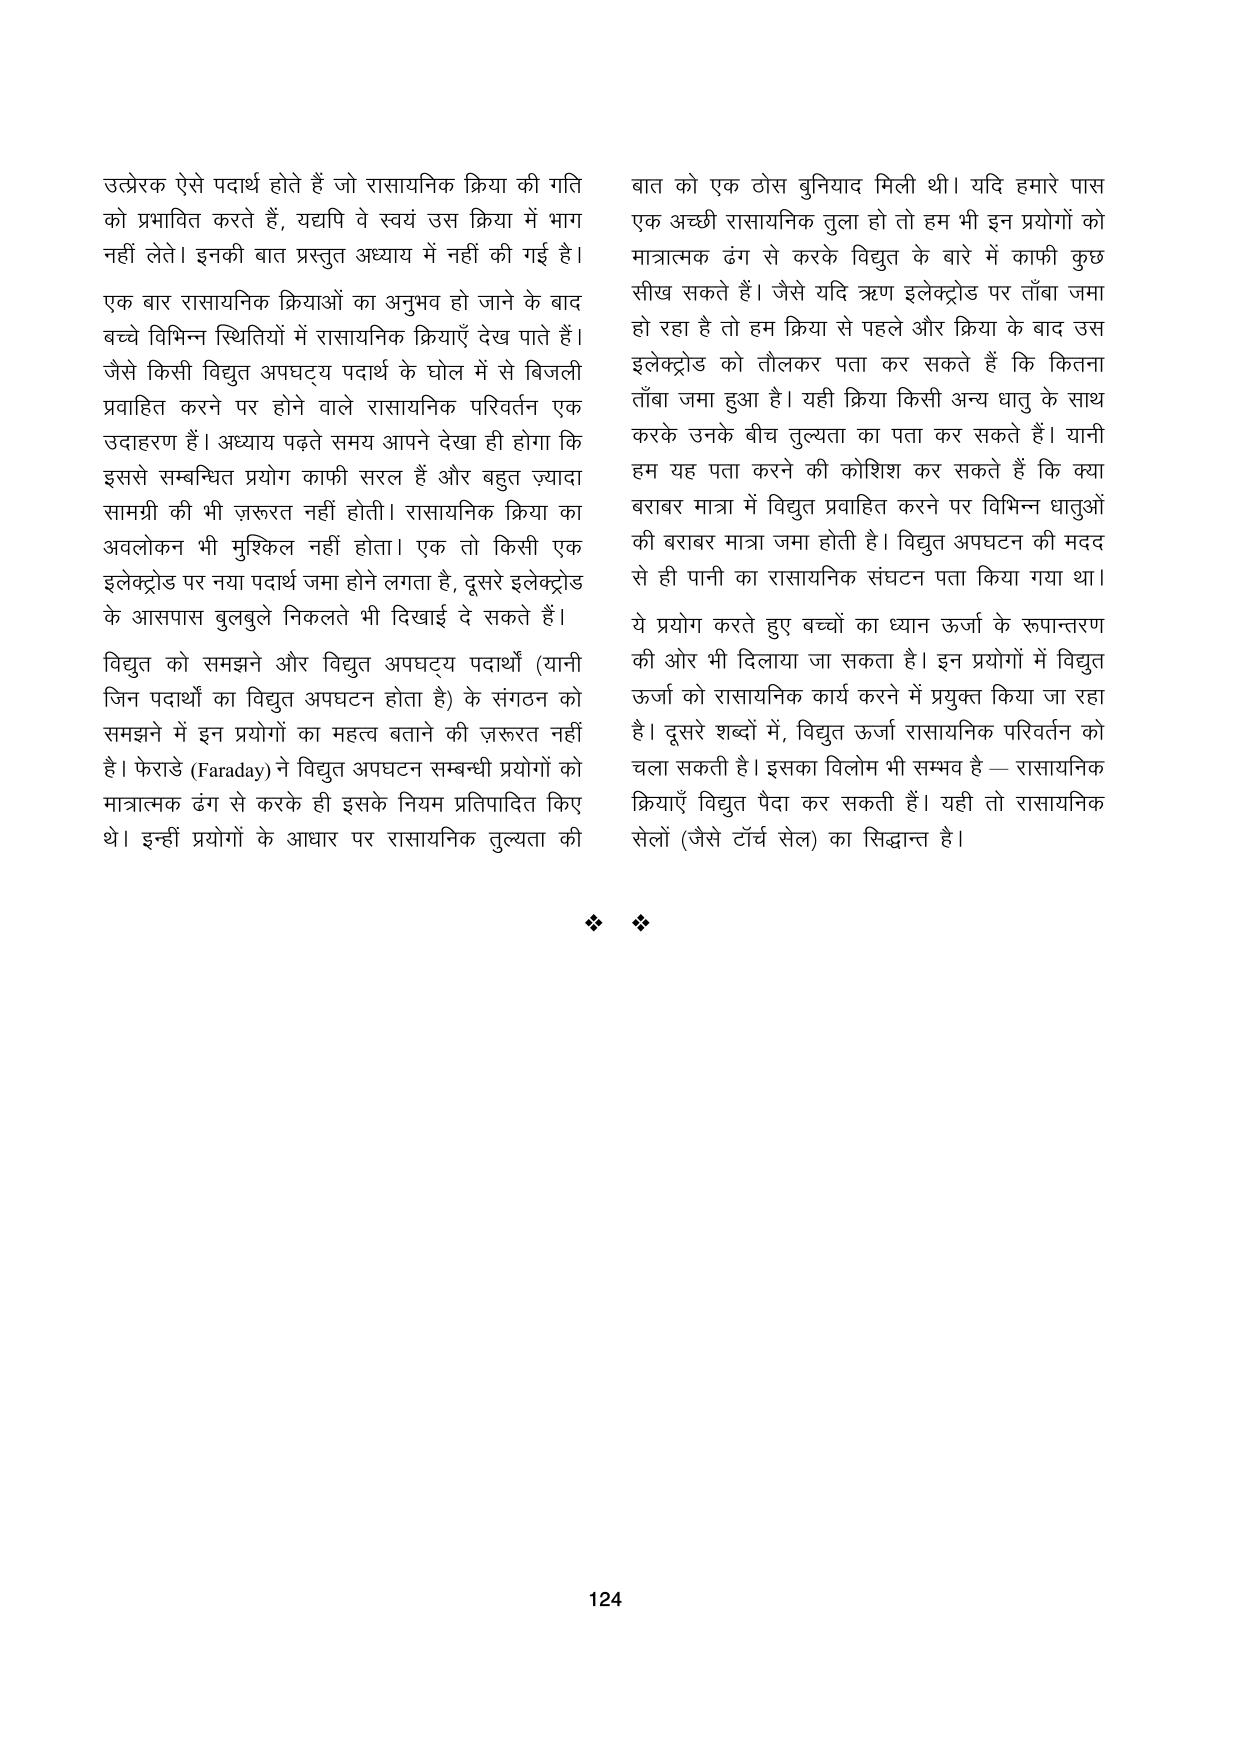 उत्प्रेरक ऐसे पदार्थ होते हैं जो रासायनिक क्रिया की गति
को प्रभावित करते हैं, यद्यपि वे स्वयं उस क्रिया में भाग
नहीं लेते। इनकी बात प्रस्तुत अध्याय में नहीं की गई है।
एक बार रासायनिक क्रियाओं का अनुभव हो जाने के बाद
बच्चे विभिन्न स्थितियों में रासायनिक क्रियाएँ देख पाते हैं।
जैसे किसी विद्युत अपघट्य पदार्थ के घोल में से बिजली
प्रवाहित करने पर होने वाले रासायनिक परिवर्तन एक
उदाहरण हैं। अध्याय पढ़ते समय आपने देखा ही होगा कि
इससे सम्बन्धित प्रयोग काफी सरल हैं और बहुत ज़्यादा
सामग्री की भी ज़रूरत नहीं होती। रासायनिक क्रिया का
अवलोकन भी मुश्किल नहीं होता। एक तो किसी एक
इलेक्ट्रोड पर नया पदार्थ जमा होने लगता है, दूसरे इलेक्ट्रोड
के आसपास बुलबुले निकलते भी दिखाई दे सकते हैं।
विद्युत को समझने और विद्युत अपघट्य पदार्थों (यानी
जिन पदार्थों का विद्युत अपघटन होता है) के संगठन को
समझने में इन प्रयोगों का महत्व बताने की ज़रूरत नहीं
है। फेराडे (Faraday) ने विद्युत अपघटन सम्बन्धी प्रयोगों को
मात्रात्मक ढंग से करके ही इसके नियम प्रतिपादित किए
थे। इन्हीं प्रयोगों के आधार पर रासायनिक तुल्यता की
बात को एक ठोस बुनियाद मिली थी। यदि हमारे पास
एक अच्छी रासायनिक तुला हो तो हम भी इन प्रयोगों को
मात्रात्मक ढंग से करके विद्युत के बारे में काफी कुछ
सीख सकते हैं। जैसे यदि ऋण इलेक्ट्रोड पर ताँबा जमा
हो रहा है तो हम क्रिया से पहले और क्रिया के बाद उस
इलेक्ट्रोड को तौलकर पता कर सकते हैं कि कितना
ताँबा जमा हुआ है। यही क्रिया किसी अन्य धातु के साथ
करके उनके बीच तुल्यता का पता कर सकते हैं। यानी
हम यह पता करने की कोशिश कर सकते हैं कि क्या
बराबर मात्रा में विद्युत प्रवाहित करने पर विभिन्न धातुओं
की बराबर मात्रा जमा होती है। विद्युत अपघटन की मदद
से ही पानी का रासायनिक संघटन पता किया गया था।
ये प्रयोग करते हुए बच्चों का ध्यान ऊर्जा के रूपान्तरण
की ओर भी दिलाया जा सकता है। इन प्रयोगों में विद्युत
ऊर्जा को रासायनिक कार्य करने में प्रयुक्त किया जा रहा
है। दूसरे शब्दों में, विद्युत ऊर्जा रासायनिक परिवर्तन को
चला सकती है। इसका विलोम भी सम्भव है — रासायनिक
क्रियाएँ विद्युत पैदा कर सकती हैं। यही तो रासायनिक
सेलों (जैसे टॉर्च सेल) का सिद्धान्त है।
❖ ❖
124